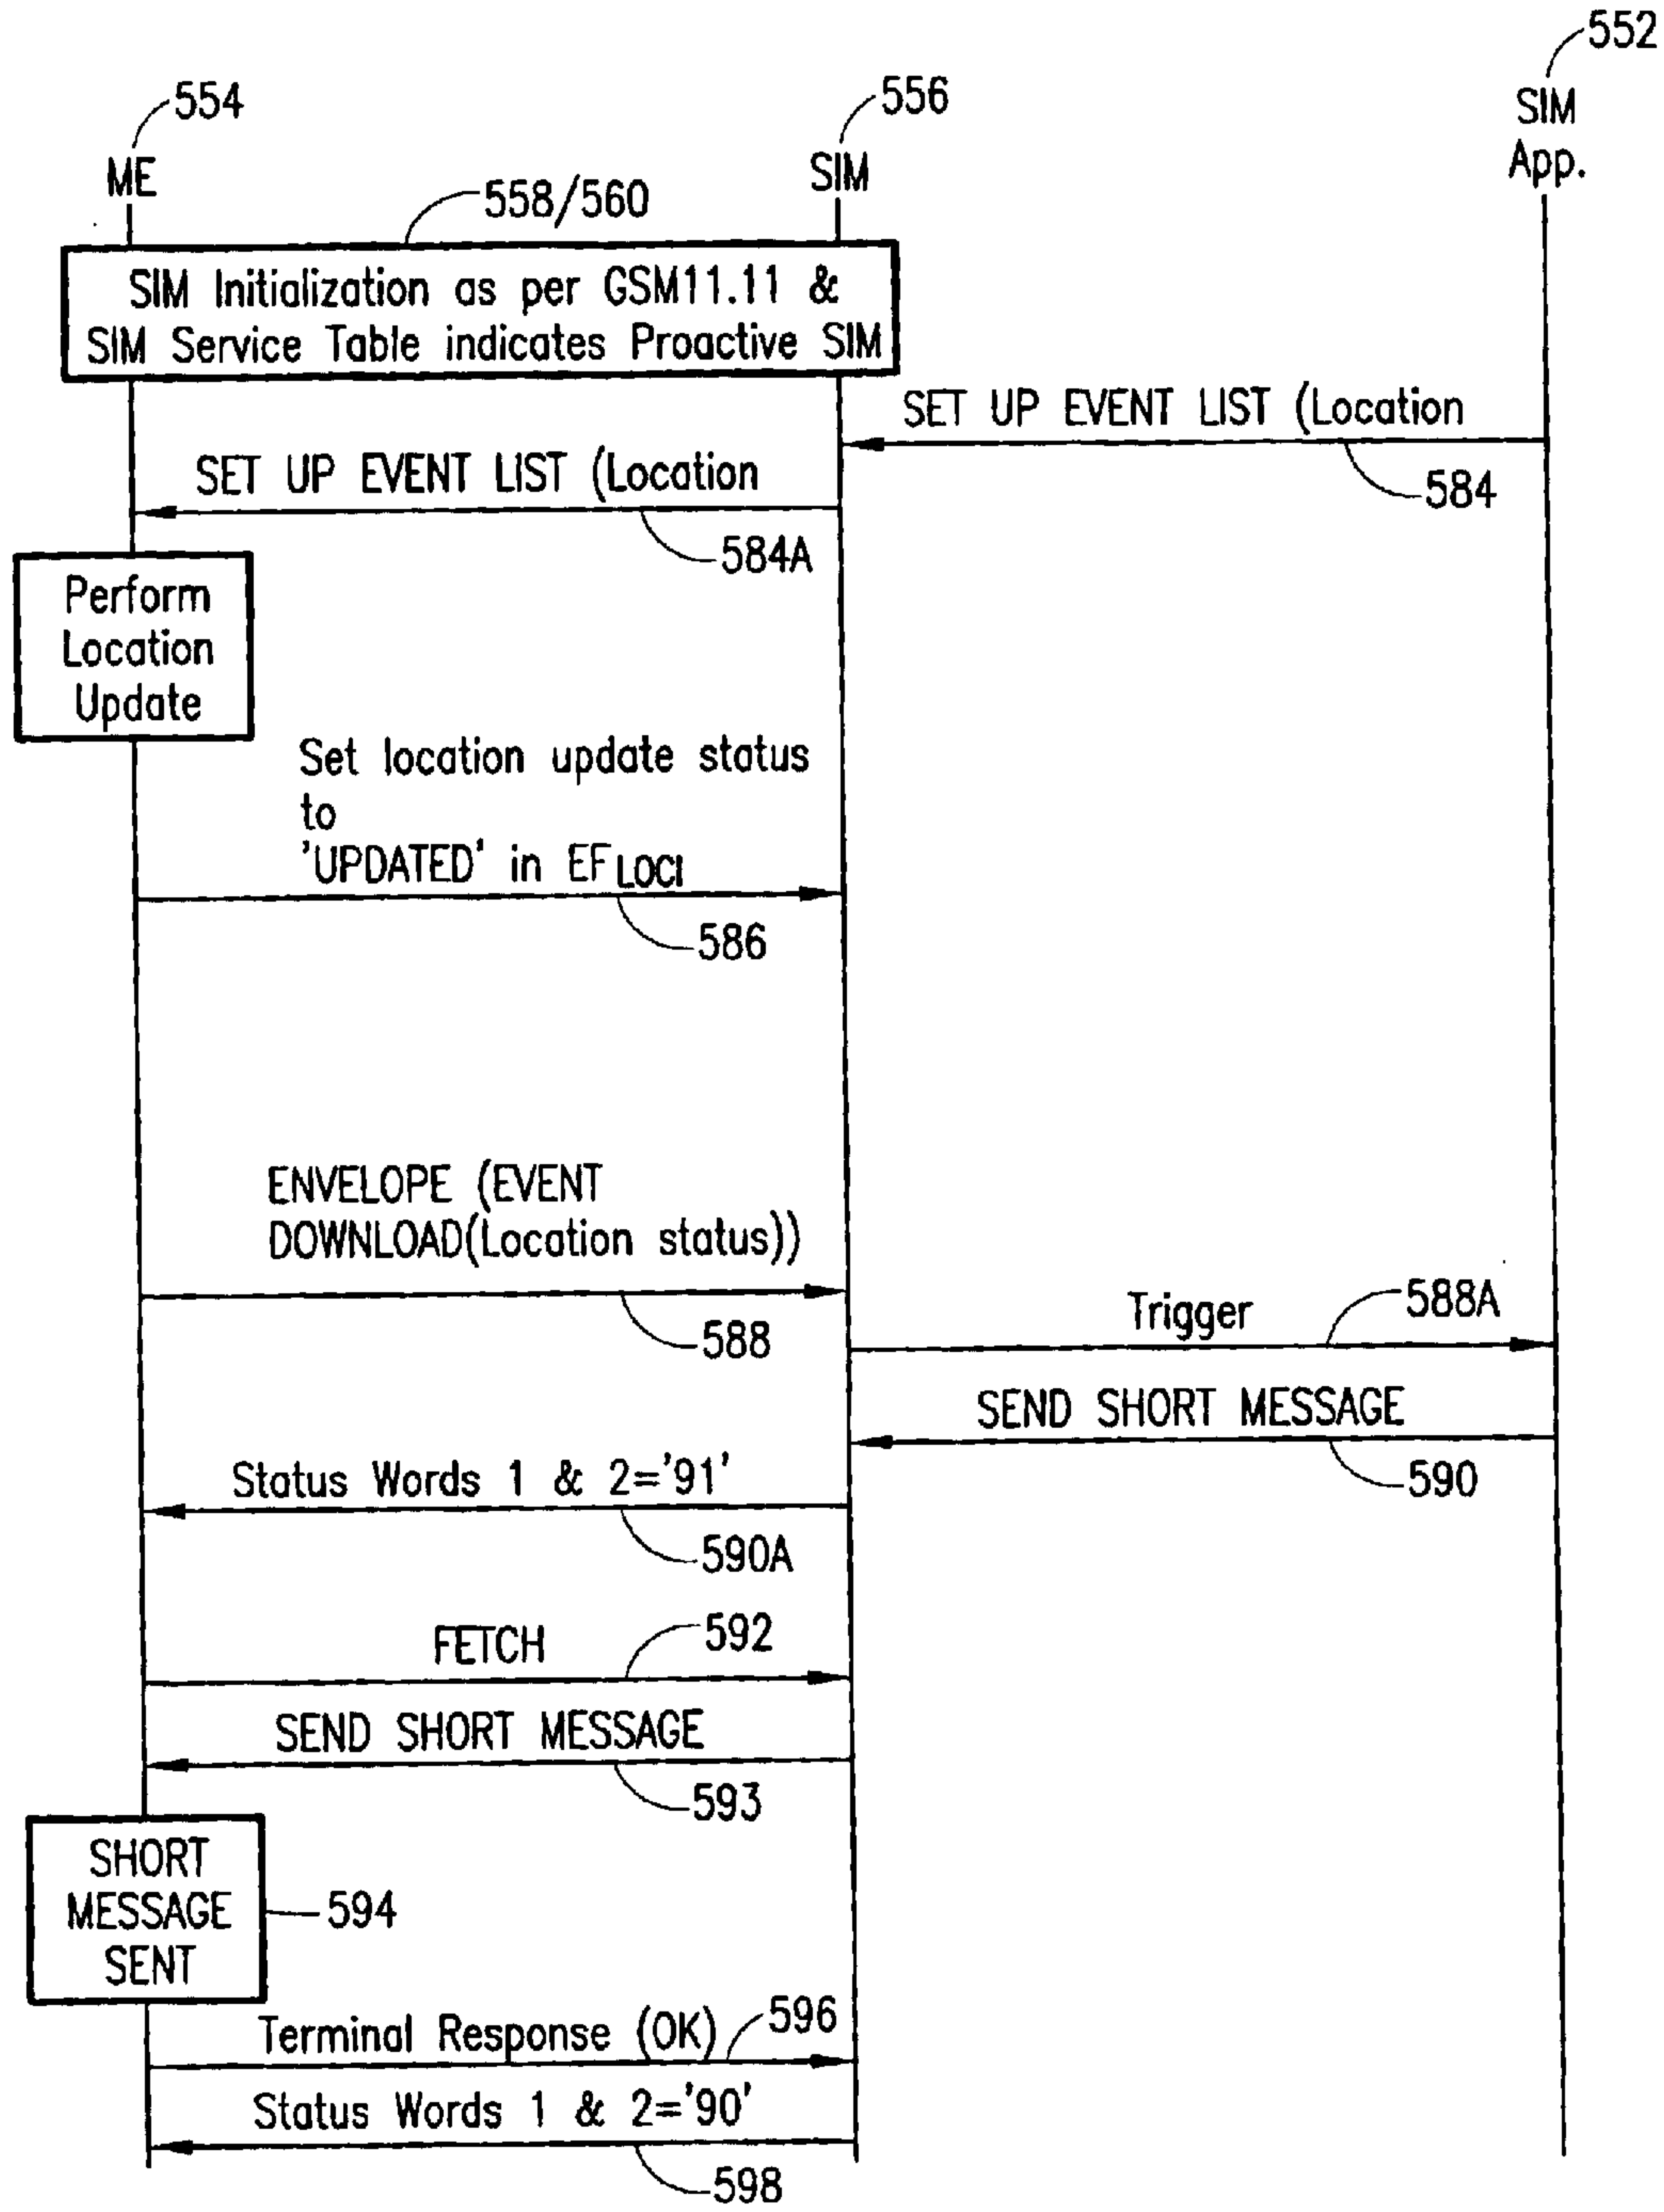 552
SIM
App.
554
ME
556
SIM
558/560
SIM Initialization as per GSM11.11 &
SIM Service Table indicates Proactive SIM
SET UP EVENT LIST (Location
584
SET UP EVENT LIST (Location
584A
Perform
Location
Update
Set location update status
to
'UPDATED' in EFLOCI
586
ENVELOPE (EVENT
DOWNLOAD(Location status))
588
Trigger
588A
SEND SHORT MESSAGE
590
Status Words 1 & 2='91'
590A
FETCH
592
SEND SHORT MESSAGE
593
SHORT
MESSAGE
SENT
594
Terminal Response (OK)
596
Status Words 1 & 2='90'
598